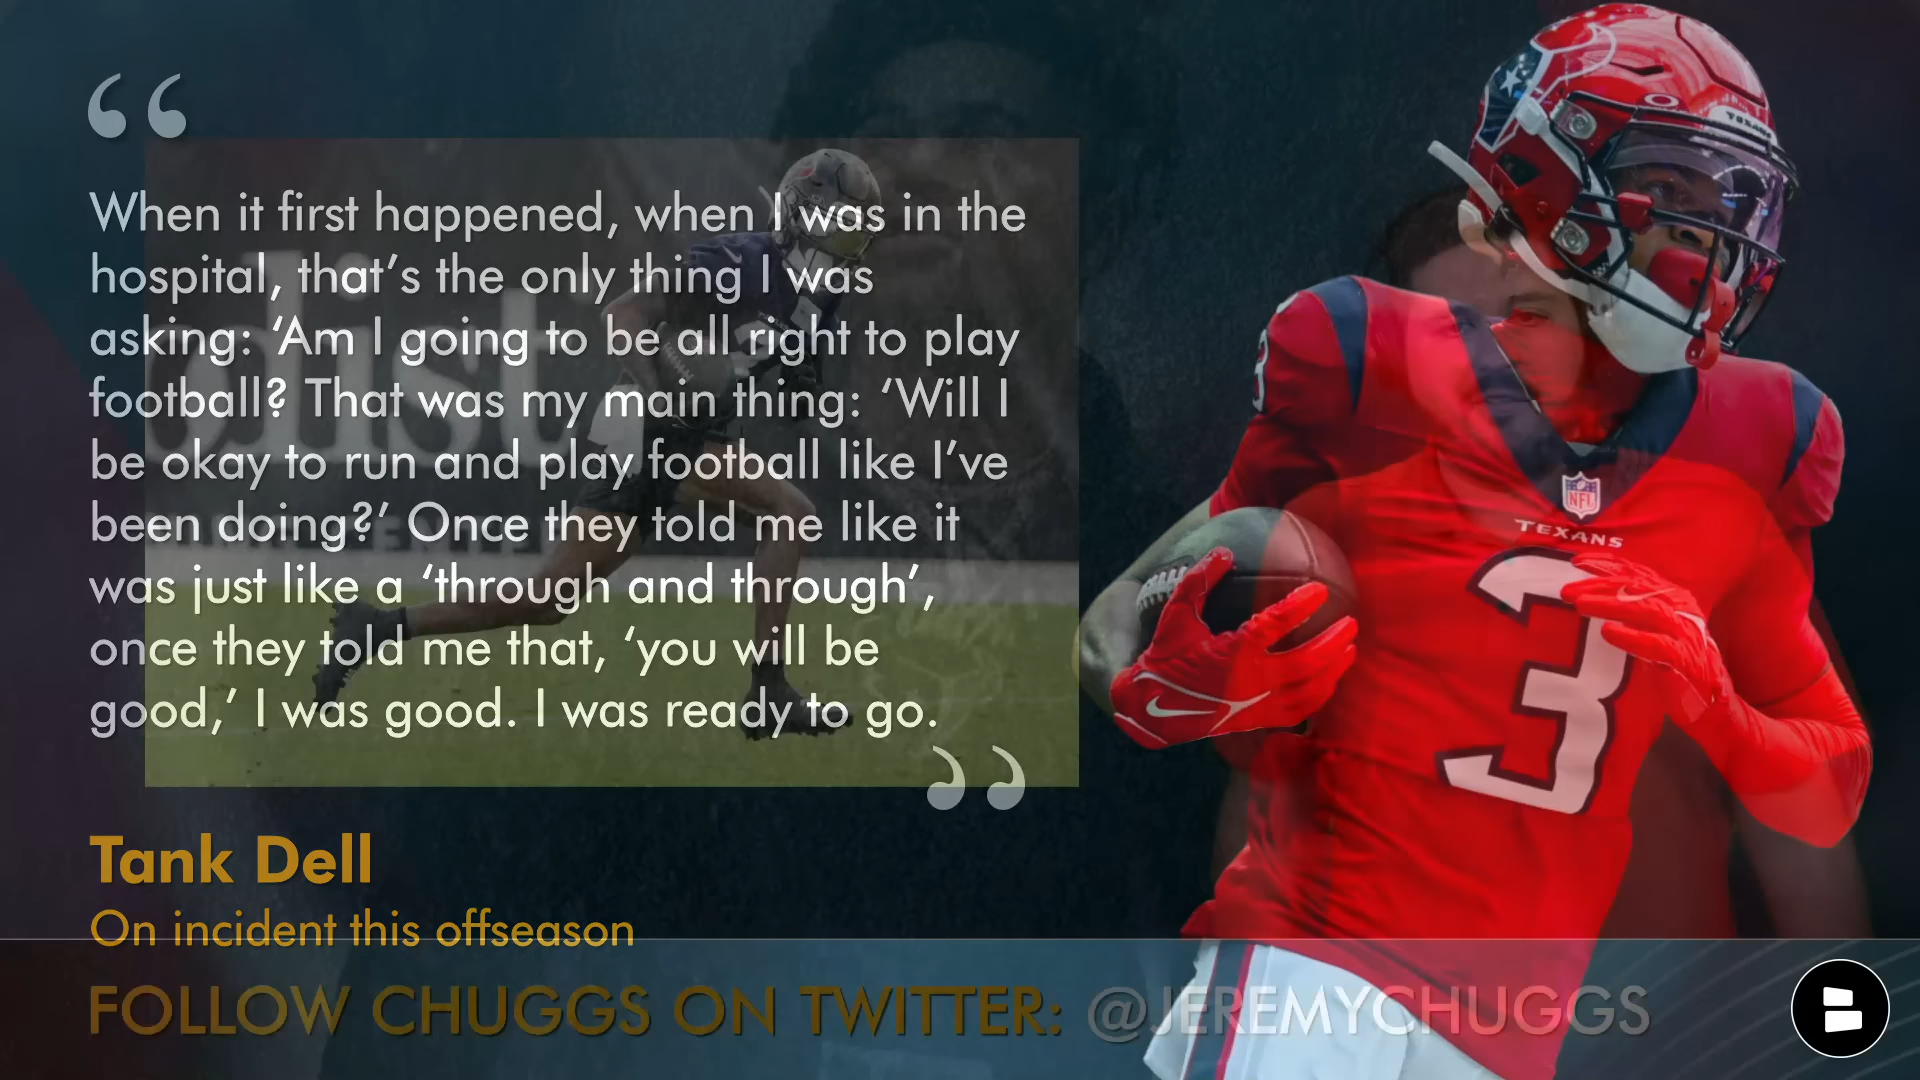 “
When it first happened, when I was in the
hospital, that’s the only thing I was
asking: ‘Am I going to be all right to play
football? That was my main thing: ‘Will I
be okay to run and play football like I’ve
been doing?’ Once they told me like it
was just like a ‘through and through’,
once they told me that, ‘you will be
good,’ I was good. I was ready to go.
”
Tank Dell
On incident this offseason
FOLLOW CHUGGS ON TWITTER: @JEREMYCHUGGS
TEXANS
3
NFL
TEXANS
3